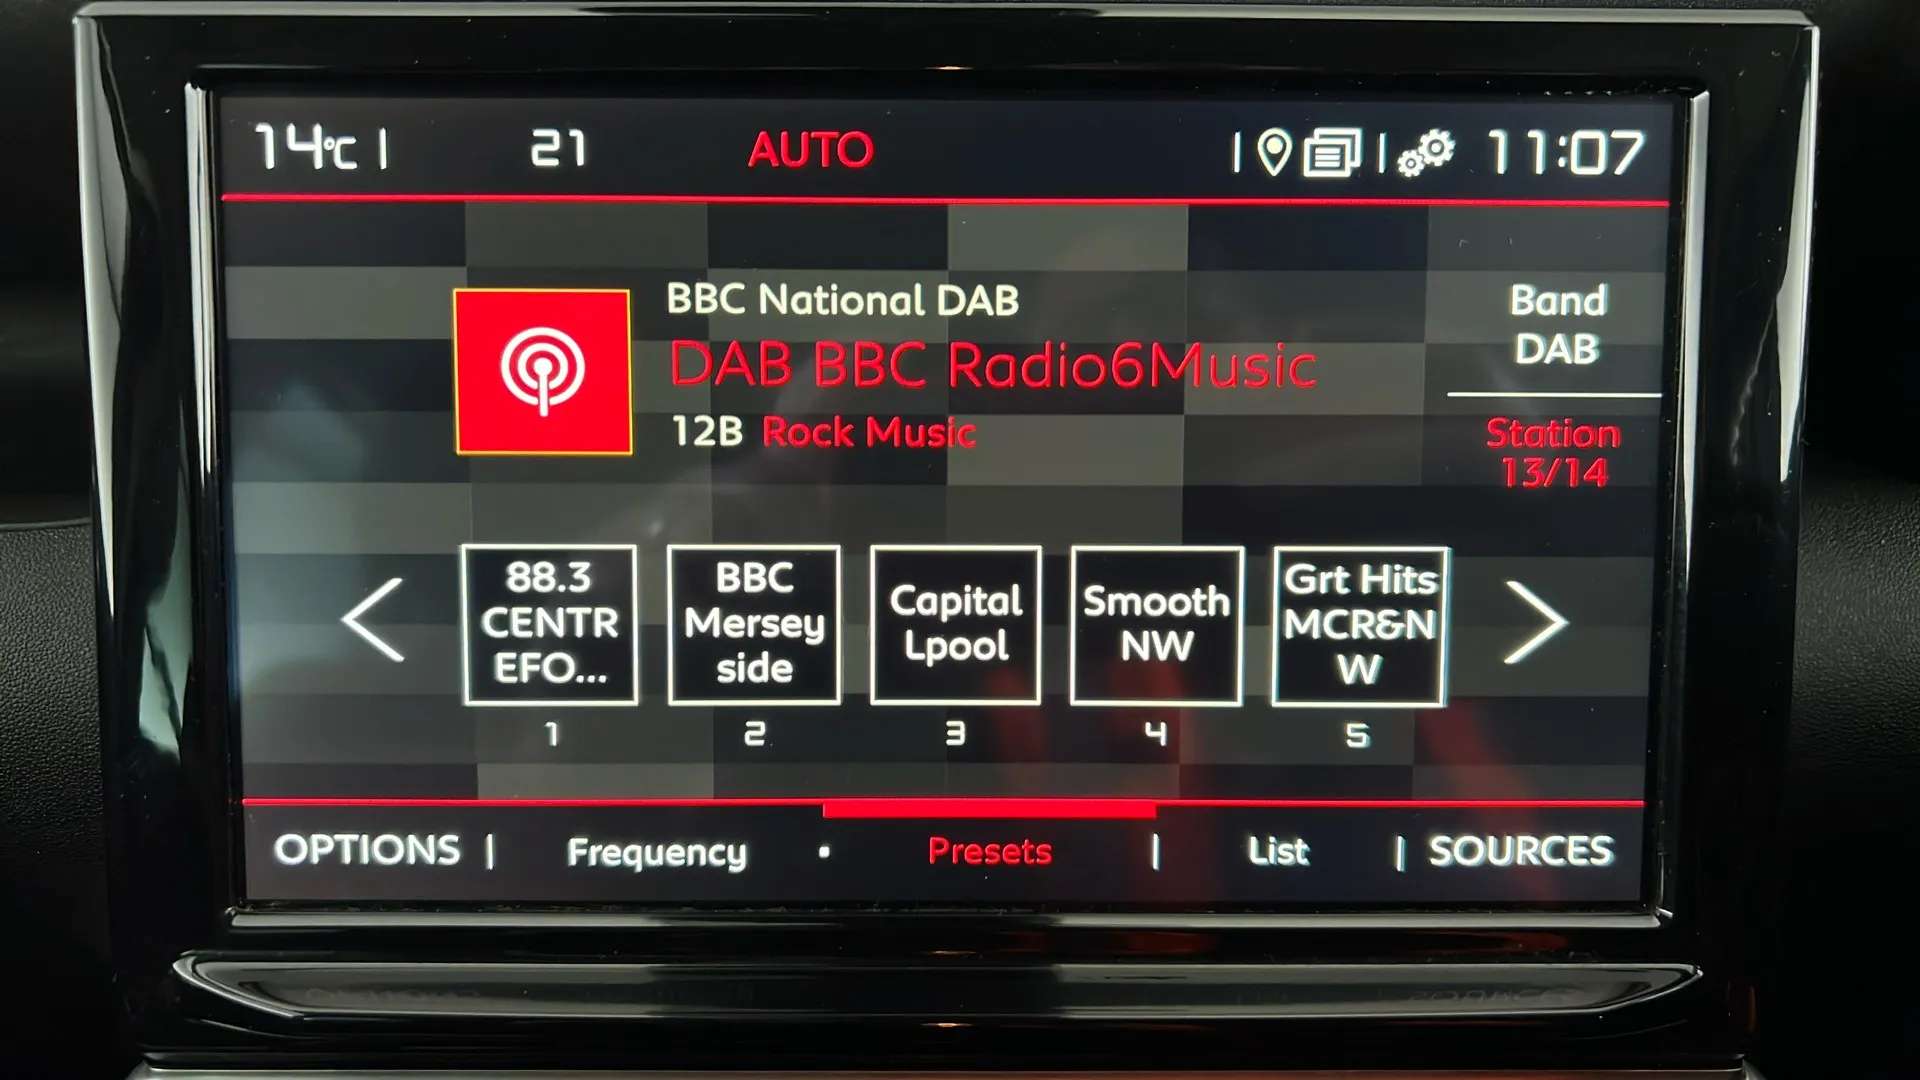 14°C | 21 AUTO | | 11:07
BBC National DAB
DAB BBC Radio6Music
12B Rock Music
Band
DAB
Station
13/14
88.3
CENTR
EFO...
1
BBC
Mersey
side
2
Capital
Lpool
3
Smooth
NW
4
Grt Hits
MCR&N
W
5
OPTIONS | Frequency • Presets | List | SOURCES